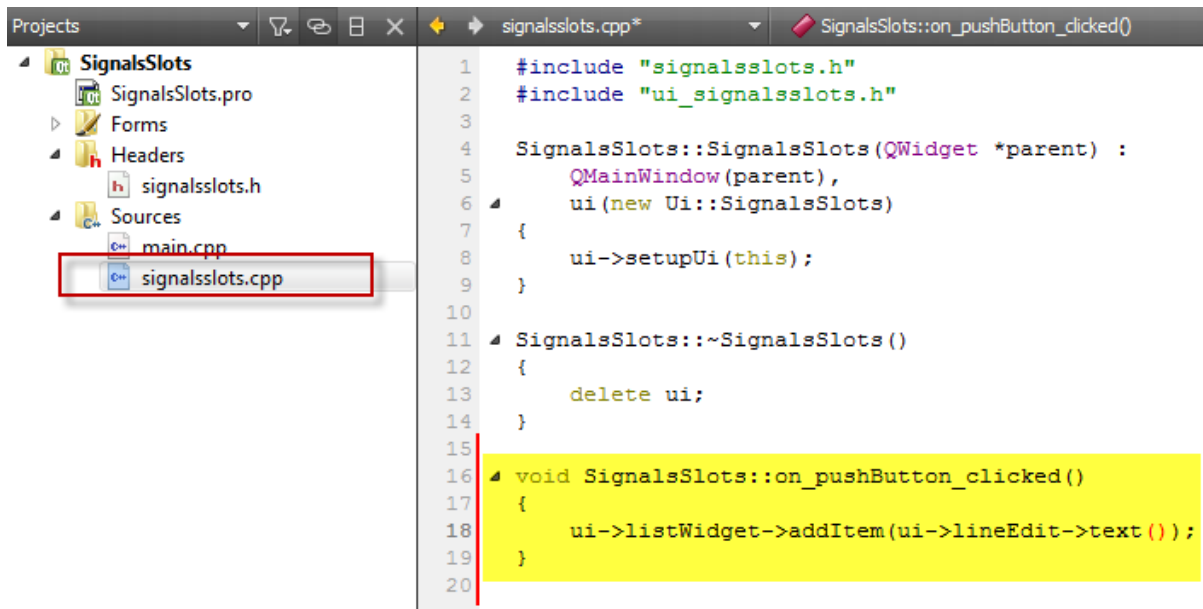 Projects
SignalsSlots
SignalsSlots.pro
Forms
Headers
signalsslots.h
Sources
main.cpp
signalsslots.cpp
signalsslots.cpp* SignalsSlots::on_pushButton_clicked()
1 #include "signalsslots.h"
2 #include "ui_signalsslots.h"
3
4 SignalsSlots::SignalsSlots(QWidget *parent) :
5     QMainWindow(parent),
6     ui(new Ui::SignalsSlots)
7 {
8     ui->setupUi(this);
9 }
10
11 SignalsSlots::~SignalsSlots()
12 {
13     delete ui;
14 }
15
16 void SignalsSlots::on_pushButton_clicked()
17 {
18     ui->listWidget->addItem(ui->lineEdit->text());
19 }
20